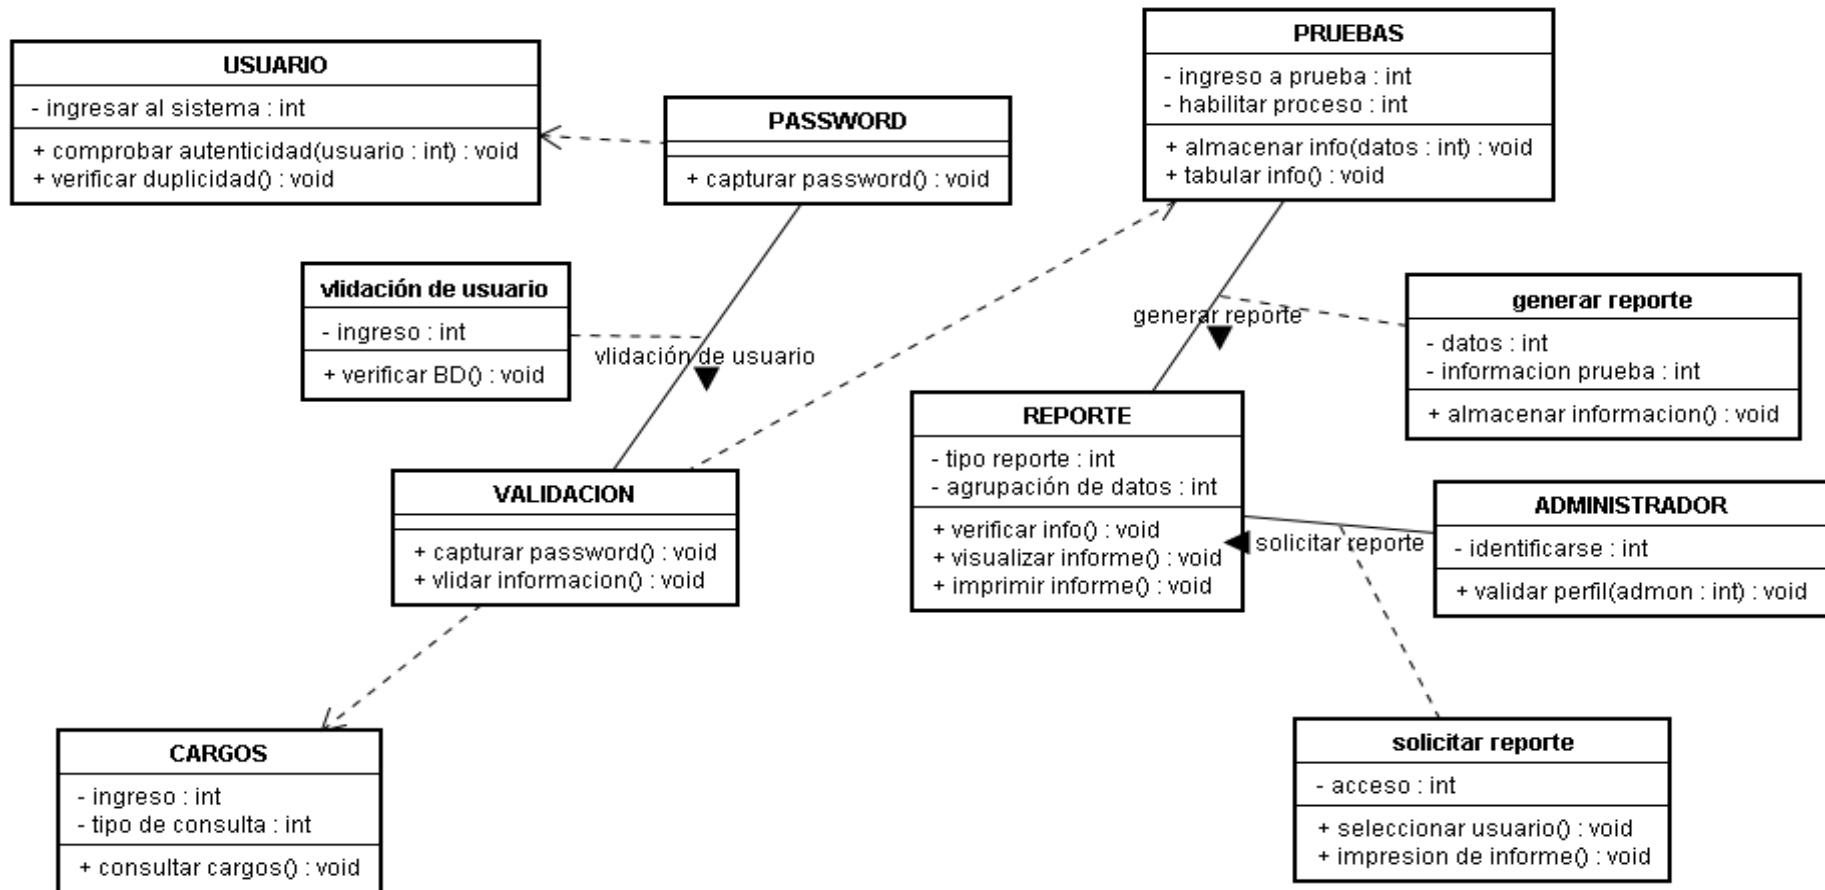 USUARIO
- ingresar al sistema : int
+ comprobar autenticidad(usuario : int) : void
+ verificar duplicidad() : void
PASSWORD
+ capturar password() : void
PRUEBAS
- ingreso a prueba : int
- habilitar proceso : int
+ almacenar info(datos : int) : void
+ tabular info() : void
vlidación de usuario
- ingreso : int
+ verificar BD() : void
vlidación de usuario
generar reporte
generar reporte
- datos : int
- informacion prueba : int
+ almacenar informacion() : void
VALIDACION
+ capturar password() : void
+ vlidar informacion() : void
REPORTE
- tipo reporte : int
- agrupación de datos : int
+ verificar info() : void
+ visualizar informe() : void
+ imprimir informe() : void
solicitar reporte
ADMINISTRADOR
- identificarse : int
+ validar perfil(admon : int) : void
CARGOS
- ingreso : int
- tipo de consulta : int
+ consultar cargos() : void
solicitar reporte
- acceso : int
+ seleccionar usuario() : void
+ impresion de informe() : void